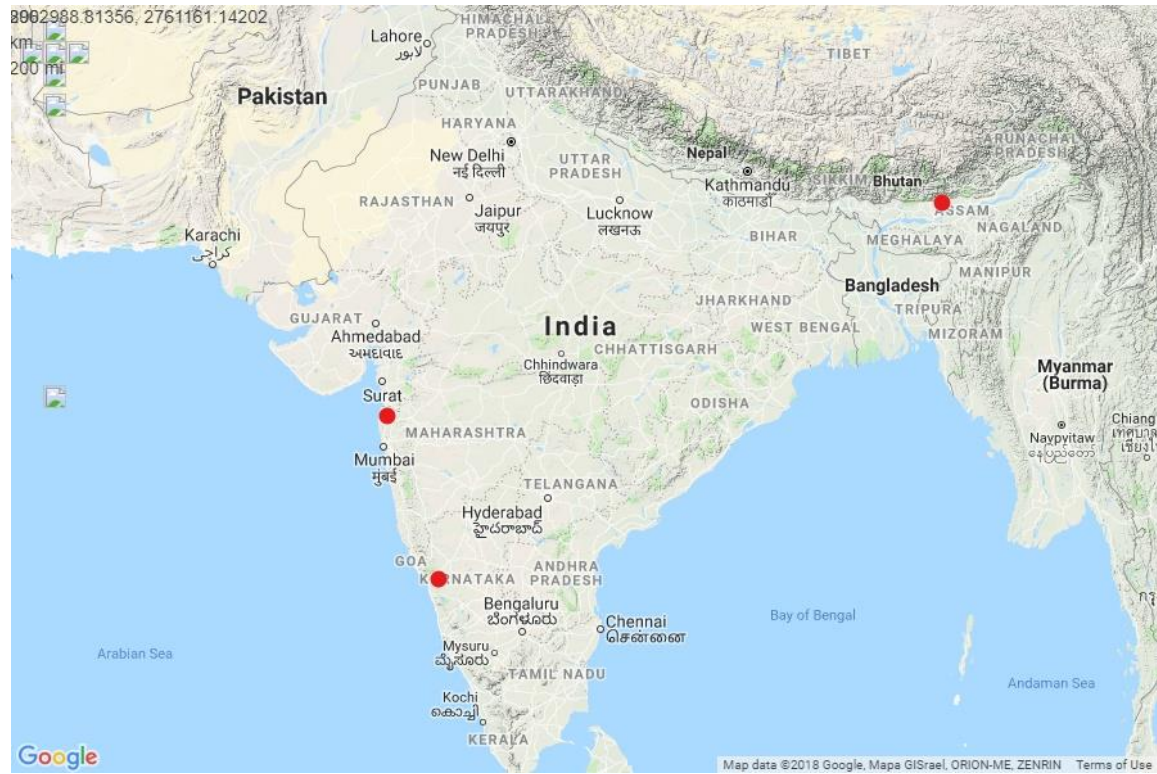 8902988.81356, 2761161.14202
km
200 mi
HIMACHAL
PRADESH
Lahore
لاہور
TIBET
PUNJAB
UTTARAKHAND
Pakistan
HARYANA
ARUNACHAL
PRADESH
New Delhi
नई दिल्ली
UTTAR
PRADESH
Nepal
Kathmandu
काठमाडौं
SIKKIM
Bhutan
RAJASTHAN
Jaipur
जयपुर
Lucknow
लखनऊ
ASSAM
NAGALAND
BIHAR
MEGHALAYA
Karachi
کراچی
MANIPUR
Bangladesh
JHARKHAND
TRIPURA
GUJARAT
Ahmedabad
અમદાવાદ
India
WEST BENGAL
MIZORAM
CHHATTISGARH
Chhindwara
छिंदवाड़ा
Myanmar
(Burma)
Surat
ODISHA
MAHARASHTRA
Chiang
Naypyitaw
နေပြည်တော်
Mumbai
मुंबई
TELANGANA
Hyderabad
హైదరాబాద్
GOA
KARNATAKA
ANDHRA
PRADESH
Bengaluru
ಬೆಂಗಳೂರು
Chennai
சென்னை
Bay of Bengal
Arabian Sea
Mysuru
ಮೈಸೂರು
TAMIL NADU
Andaman Sea
Kochi
കൊച്ചി
KERALA
Google
Map data ©2018 Google, Mapa GISrael, ORION-ME, ZENRIN Terms of Use